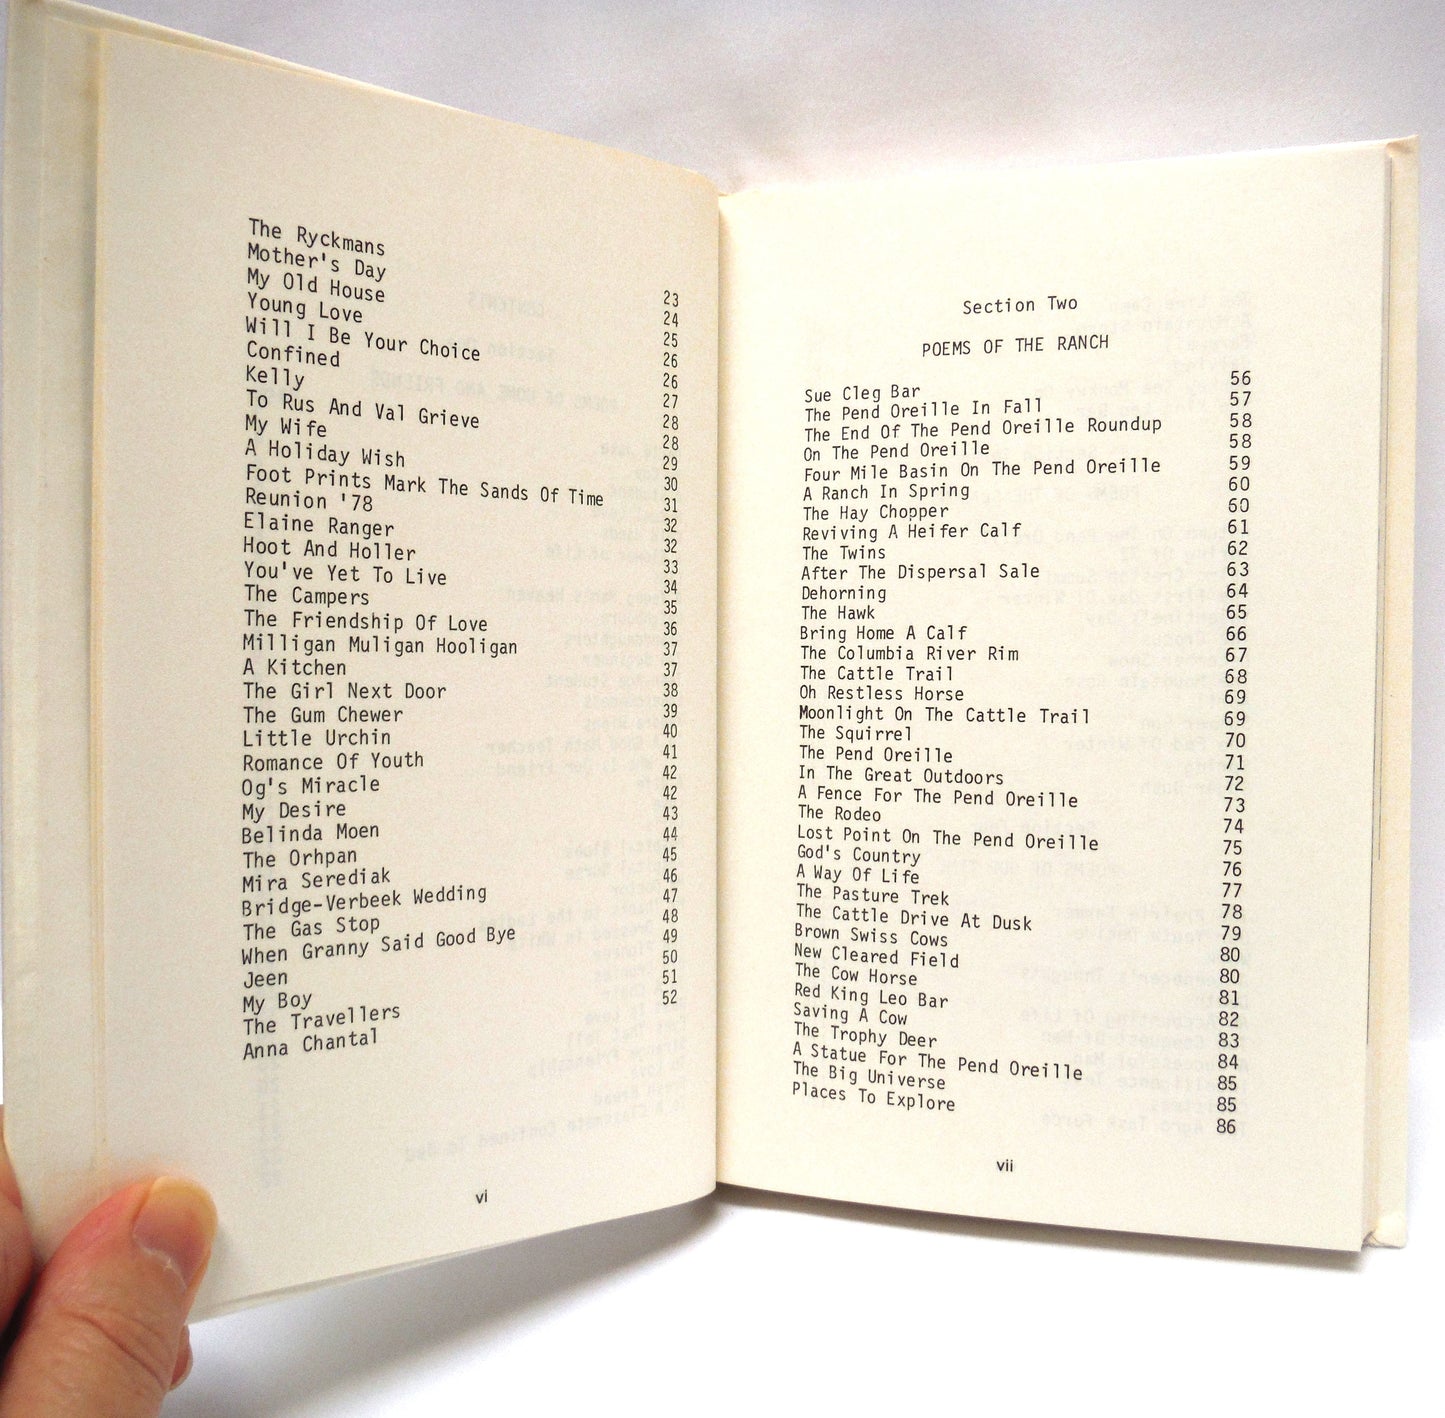 The Ryckmans 23
Mother's Day 24
My Old House 25
Young Love 26
Will I Be Your Choice 26
Confined 27
Kelly 28
To Rus And Val Grieve 28
My Wife 29
A Holiday Wish 30
Foot Prints Mark The Sands Of Time 31
Reunion '78 32
Elaine Ranger 32
Hoot And Holler 33
You've Yet To Live 34
The Campers 35
The Friendship Of Love 36
Milligan Muligan Hooligan 37
A Kitchen 37
The Girl Next Door 38
The Gum Chewer 39
Little Urchin 40
Romance Of Youth 41
Og's Miracle 42
My Desire 42
Belinda Moen 43
The Orhpan 44
Mira Serediak 45
Bridge-Verbeek Wedding 46
The Gas Stop 47
When Granny Said Good Bye 48
Jeen 49
My Boy 50
The Travellers 51
Anna Chantal 52
vi
Section Two
POEMS OF THE RANCH
Sue Cleg Bar 56
The Pend Oreille In Fall 57
The End Of The Pend Oreille Roundup 58
On The Pend Oreille 58
Four Mile Basin On The Pend Oreille 59
A Ranch In Spring 60
The Hay Chopper 60
Reviving A Heifer Calf 61
The Twins 62
After The Dispersal Sale 63
Dehorning 64
The Hawk 65
Bring Home A Calf 66
The Columbia River Rim 67
The Cattle Trail 68
Oh Restless Horse 69
Moonlight On The Cattle Trail 69
The Squirrel 70
The Pend Oreille 71
In The Great Outdoors 72
A Fence For The Pend Oreille 73
The Rodeo 74
Lost Point On The Pend Oreille 75
God's Country 76
A Way Of Life 77
The Pasture Trek 78
The Cattle Drive At Dusk 79
Brown Swiss Cows 80
New Cleared Field 80
The Cow Horse 81
Red King Leo Bar 82
Saving A Cow 83
The Trophy Deer 84
A Statue For The Pend Oreille 85
The Big Universe 85
Places To Explore 86
vii